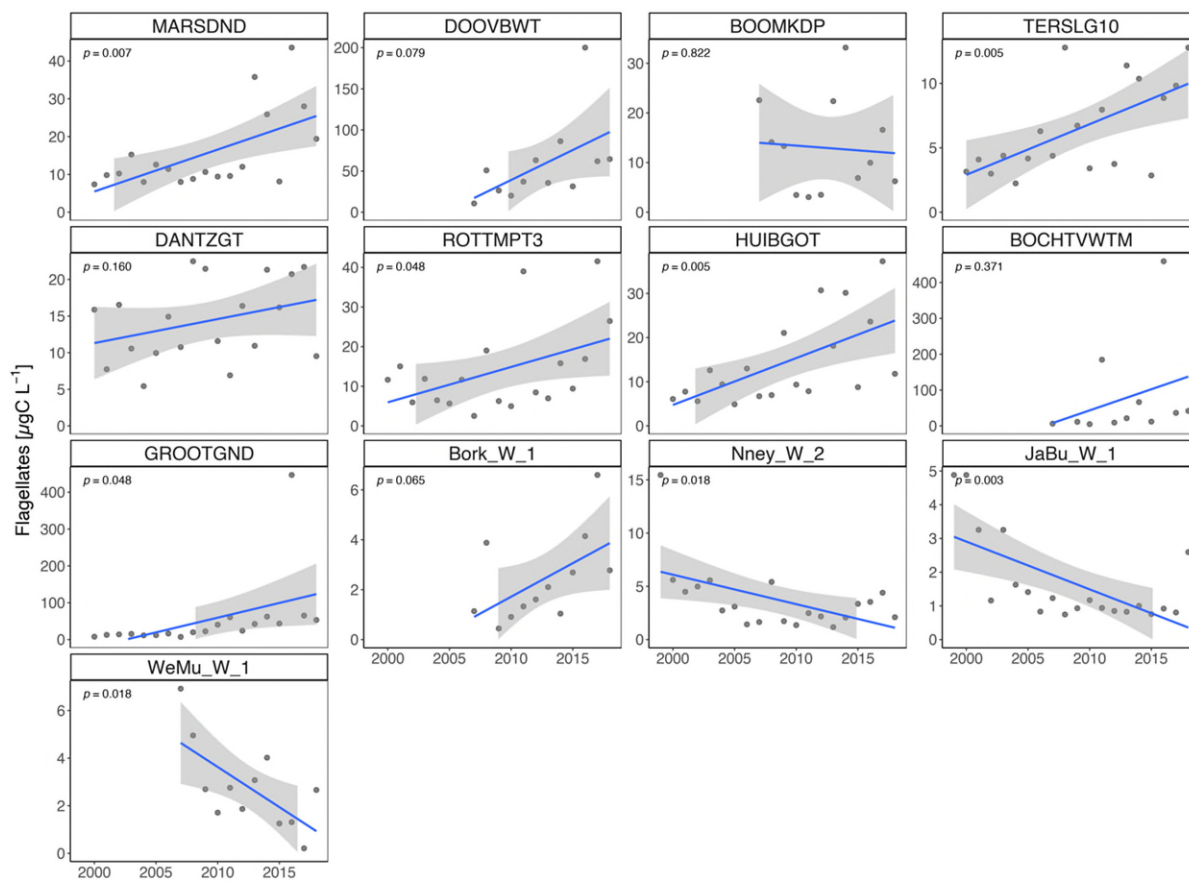 MARSDND DOOVBWT BOOMKDP TERSLG10
p = 0.007 p = 0.079 p = 0.822 p = 0.005
40 30 20 10 0
200 150 100 50 0
30 20 10 0
10 5 0
DANTZGT ROTTMPT3 HUIBGOT BOCHTVWTM
p = 0.160 p = 0.048 p = 0.005 p = 0.371
20 15 10 5 0
40 30 20 10 0
30 20 10 0
400 300 200 100 0
Flagellates [µgC L⁻¹]
GROOTGND Bork_W_1 Nney_W_2 JaBu_W_1
p = 0.048 p = 0.065 p = 0.018 p = 0.003
400 300 200 100 0
6 4 2 0
15 10 5 0
5 4 3 2 1 0
2000 2005 2010 2015 2000 2005 2010 2015 2000 2005 2010 2015
WeMu_W_1
p = 0.018
6 4 2 0
2000 2005 2010 2015